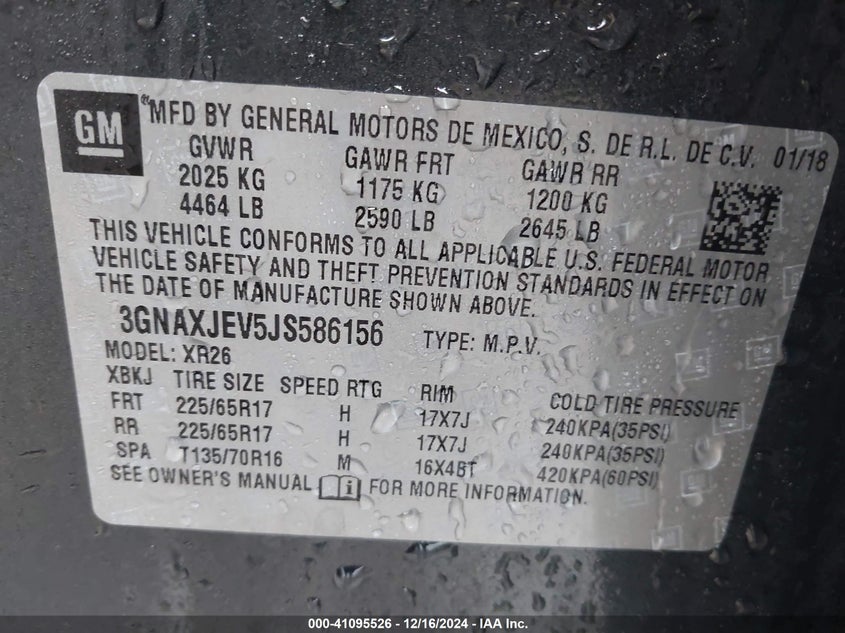 GM
®MFD BY GENERAL MOTORS DE MEXICO, S. DE R.L. DE C.V. 01/18
GVWR GAWR FRT GAWR RR
2025 KG 1175 KG 1200 KG
4464 LB 2590 LB 2645 LB
THIS VEHICLE CONFORMS TO ALL APPLICABLE U.S. FEDERAL MOTOR
VEHICLE SAFETY AND THEFT PREVENTION STANDARDS IN EFFECT ON
THE DATE OF MANUFACTURE SHOWN ABOVE.
3GNAXJEV5JS586156 TYPE: M.P.V.
MODEL: XR26
XBKJ TIRE SIZE SPEED RTG RIM COLD TIRE PRESSURE
FRT 225/65R17 H 17X7J 240KPA(35PSI)
RR 225/65R17 H 17X7J 240KPA(35PSI)
SPA T135/70R16 M 16X4BT 420KPA(60PSI)
SEE OWNER'S MANUAL FOR MORE INFORMATION.
000-41095526 - 12/16/2024 - IAA Inc.